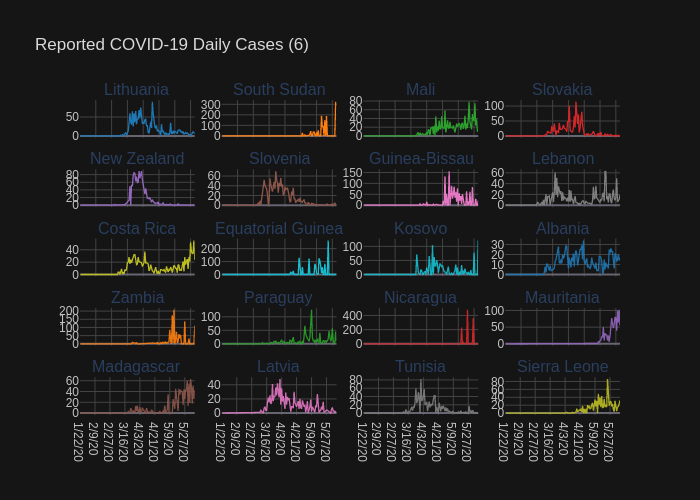 Reported COVID-19 Daily Cases (6)
Lithuania South Sudan Mali Slovakia
50 0
300 200 100 0
80 60 40 20 0
100 50 0
New Zealand Slovenia Guinea-Bissau Lebanon
80 60 40 20 0
60 40 20 0
150 100 50 0
60 40 20 0
Costa Rica Equatorial Guinea Kosovo Albania
40 20 0
200 100 0
100 50 0
30 20 10 0
Zambia Paraguay Nicaragua Mauritania
200 150 100 50 0
100 50 0
400 200 0
100 50 0
Madagascar Latvia Tunisia Sierra Leone
60 40 20 0
40 20 0
80 60 40 20 0
80 60 40 20 0
1/22/20 2/9/20 2/27/20 3/16/20 4/3/20 4/21/20 5/9/20 5/27/20
1/22/20 2/9/20 2/27/20 3/16/20 4/3/20 4/21/20 5/9/20 5/27/20
1/22/20 2/9/20 2/27/20 3/16/20 4/3/20 4/21/20 5/9/20 5/27/20
1/22/20 2/9/20 2/27/20 3/16/20 4/3/20 4/21/20 5/9/20 5/27/20